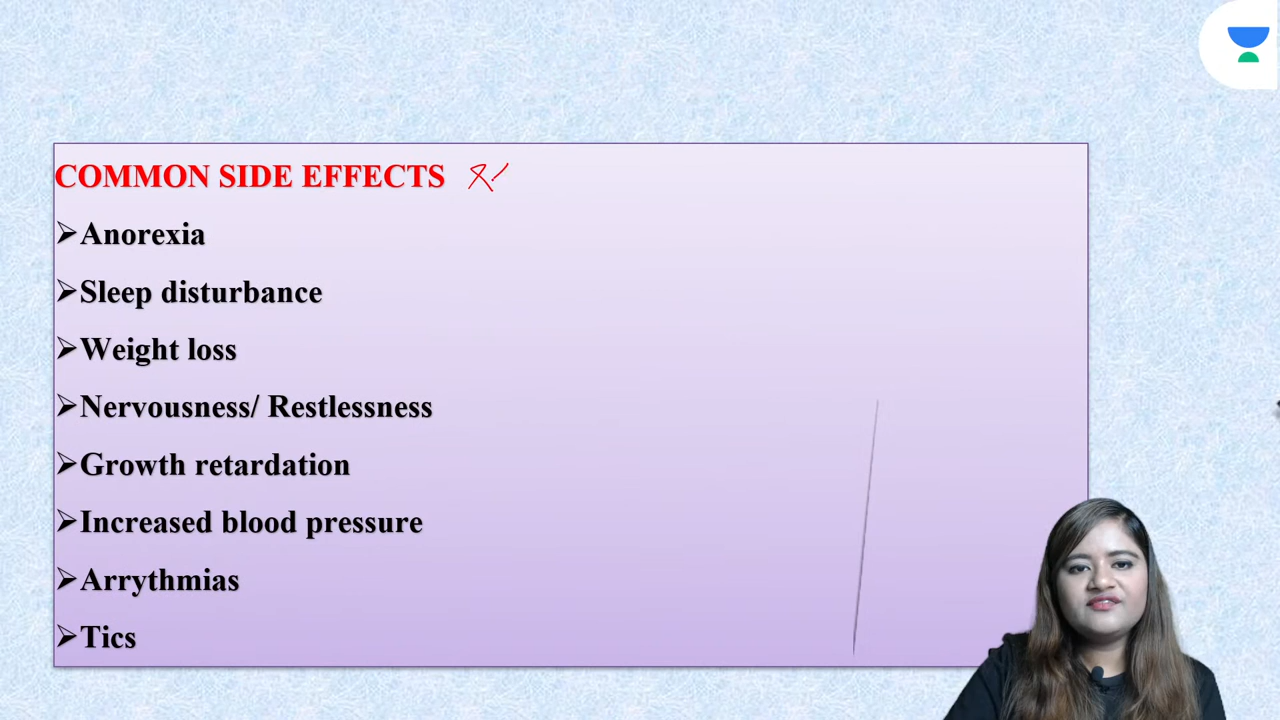 COMMON SIDE EFFECTS
➢Anorexia
➢Sleep disturbance
➢Weight loss
➢Nervousness/ Restlessness
➢Growth retardation
➢Increased blood pressure
➢Arrythmias
➢Tics